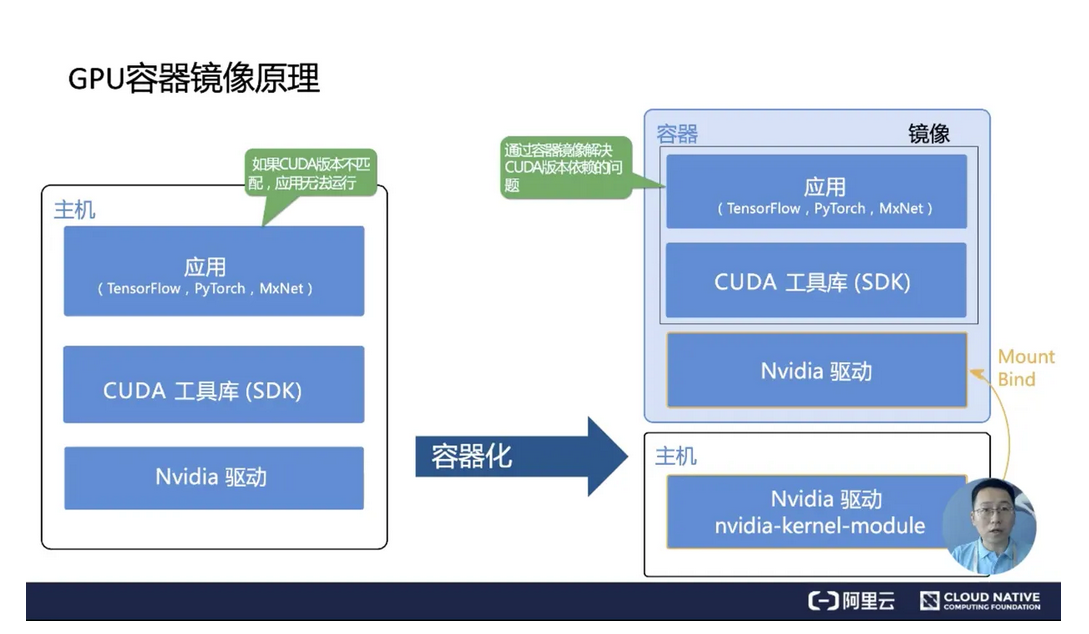 GPU容器镜像原理
如果CUDA版本不匹
配，应用无法运行
主机
应用
（TensorFlow，PyTorch，MxNet）
CUDA 工具库 (SDK)
Nvidia 驱动
容器化
通过容器镜像解决
CUDA版本依赖的问
题
容器
镜像
应用
（TensorFlow，PyTorch，MxNet）
CUDA 工具库 (SDK)
Nvidia 驱动
Mount
Bind
主机
Nvidia 驱动
nvidia-kernel-module
阿里云
CLOUD NATIVE
COMPUTING FOUNDATION